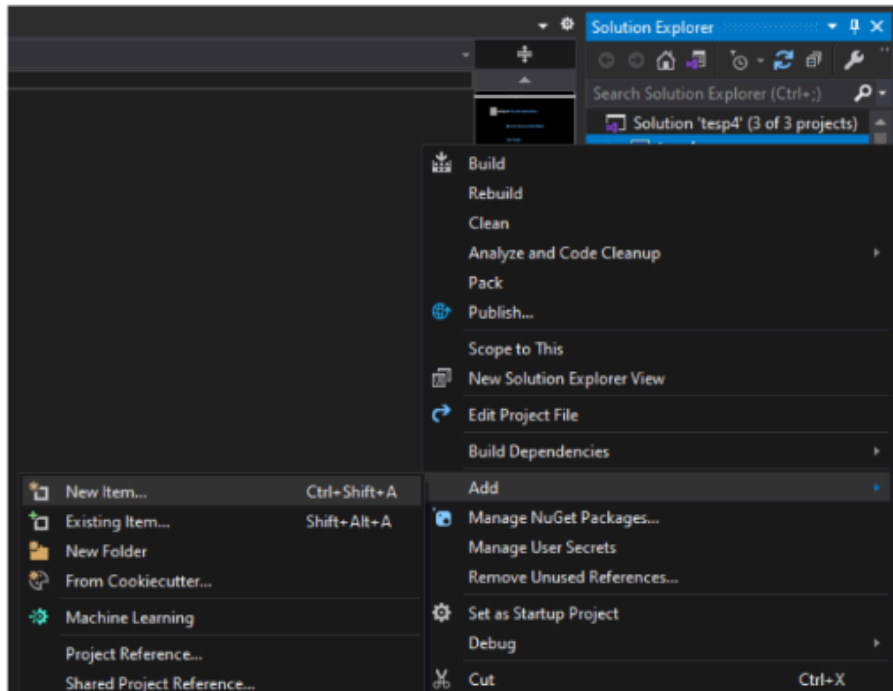 Solution Explorer
Search Solution Explorer (Ctrl+;)
Solution 'tesp4' (3 of 3 projects)
Build
Rebuild
Clean
Analyze and Code Cleanup
Pack
Publish...
Scope to This
New Solution Explorer View
Edit Project File
Build Dependencies
Add
Manage NuGet Packages...
Manage User Secrets
Remove Unused References...
Set as Startup Project
Debug
Cut Ctrl+X
New Item... Ctrl+Shift+A
Existing Item... Shift+Alt+A
New Folder
From Cookiecutter...
Machine Learning
Project Reference...
Shared Project Reference...